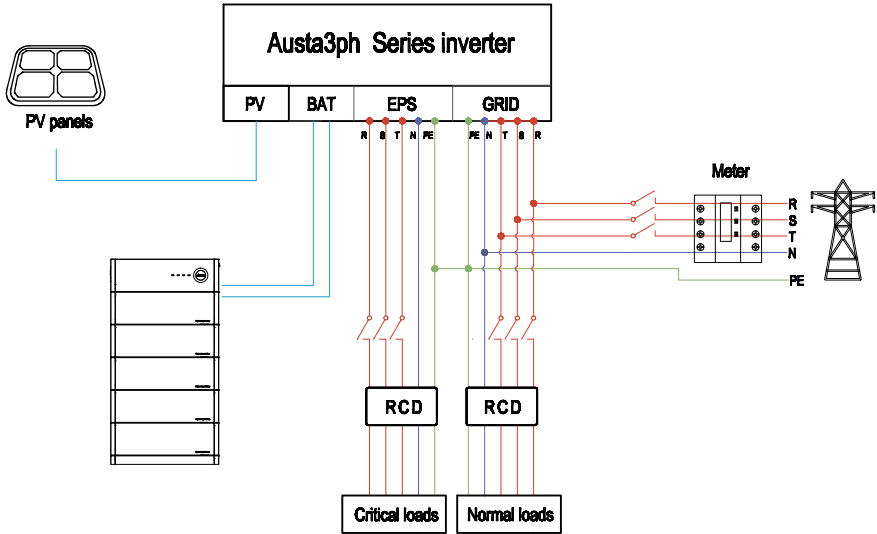 Austa3ph Series inverter
PV BAT EPS GRID
PV panels
R S T N PE PE N T S R
Meter
R
S
T
N
PE
RCD RCD
Critical loads Normal loads